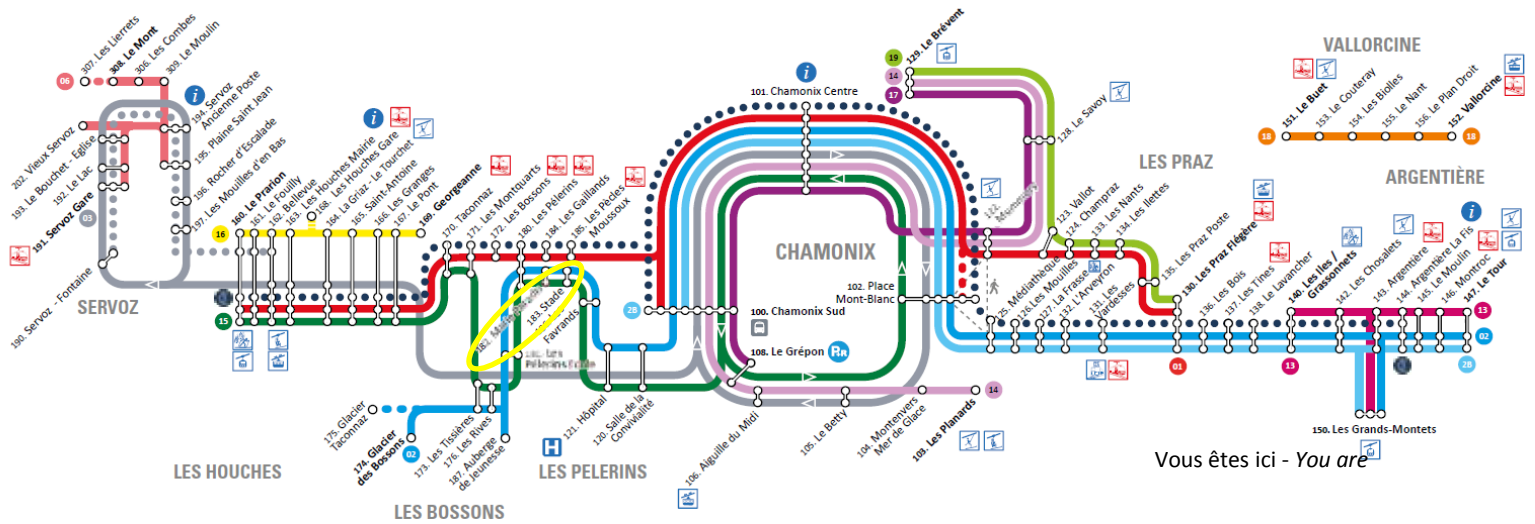 307. Les Lierrets
308. Le Mont
306. Les Combes
309. Le Moulin
06
i
194. Servoz
Ancienne Poste
195. Plaine Saint Jean
196. Rocher d'Escalade
197. Les Mouilles d'en Bas
202. Vieux Servoz
193. Le Bouchet - Eglise
192. Le Lac
191. Servoz Gare
03
190. Servoz - Fontaine
SERVOZ
16
15
160. Le Prarion
161. Le Fouilly
162. Bellevue
163. Les Houches Mairie
168. Les Houches Gare
164. La Griaz - Le Tourchet
165. Saint-Antoine
166. Les Granges
167. Le Pont
169. Georgeanne
i
LES HOUCHES
170. Taconnaz
171. Les Montquarts
172. Les Bossons
180. Les Pèlerins
184. Les Gaillands
185. Les Pècles
Moussoux
182.
183. Stade
Favrands
Pèlerins
175. Glacier
Taconnaz
174. Glacier
des Bossons
02
173. Les Tissières
176. Les Rives
187. Auberge
de Jeunesse
LES BOSSONS
H
LES PELERINS
121. Hôpital
120. Salle de la
Convivialité
2B
i
101. Chamonix Centre
CHAMONIX
102. Place
Mont-Blanc
100. Chamonix Sud
108. Le Grépon
RR
106. Aiguille du Midi
105. Le Betty
104. Montenvers
Mer de Glace
103. Les Planards
14
19
14
17
129. Le Brévent
128. Le Savoy
LES PRAZ
123. Vallot
124. Champraz
133. Les Nants
134. Les Ilettes
135. Les Praz Poste
130. Les Praz Flégère
125. Médiathèque
126. Les Mouilles
127. La Frasse
132. L'Arveyron
131. Les
Tardesses
01
136. Les Bois
137. Les Tines
138. Le Lavancher
140. Les Iles /
Grassonnets
142. Les Chosalets
143. Argentière
144. Argentière La Fis
145. Le Moulin
146. Montroc
147. Le Tour
13
13
02
2B
i
ARGENTIÈRE
150. Les Grands-Montets
VALLORCINE
151. Le Buet
153. Le Couteray
154. Les Biolles
155. Le Nant
156. Le Plan Droit
152. Vallorcine
18
18
Vous êtes ici - You are